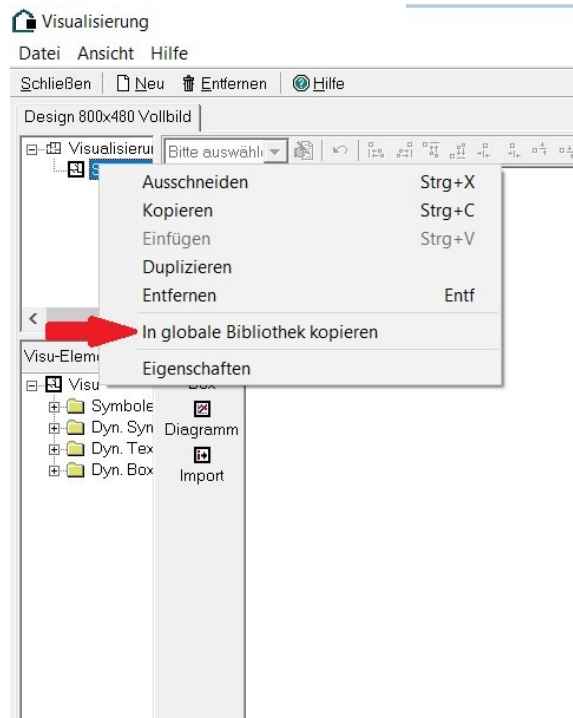 Visualisierung
Datei Ansicht Hilfe
Schließen Neu Entfernen Hilfe
Design 800x480 Vollbild
Visualisieru Bitte auswähl
Ausschneiden Strg+X
Kopieren Strg+C
Einfügen Strg+V
Duplizieren
Entfernen Entf
In globale Bibliothek kopieren
Visu-Elem
Eigenschaften
Visu Box
Symbole
Dyn. Syn Diagramm
Dyn. Tex
Dyn. Box Import